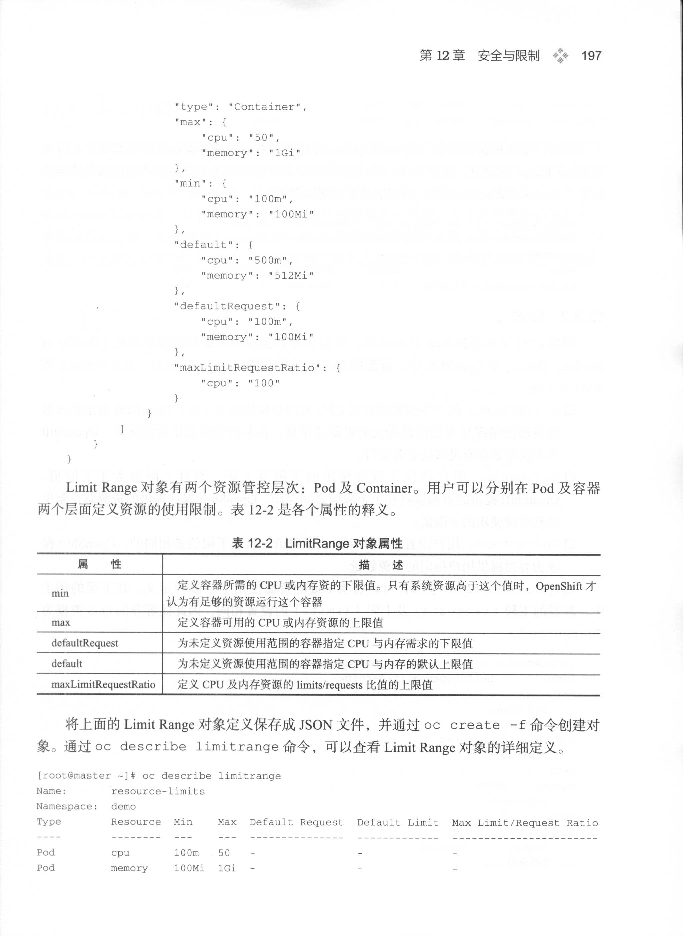 第 12 章 安全与限制 197
"type": "Container",
"max": {
"cpu": "50",
"memory": "1Gi"
},
"min": {
"cpu": "100m",
"memory": "100Mi"
},
"default": {
"cpu": "500m",
"memory": "512Mi"
},
"defaultRequest": {
"cpu": "100m",
"memory": "100Mi"
},
"maxLimitRequestRatio": {
"cpu": "100"
}
}
]
}
}
Limit Range 对象有两个资源管控层次：Pod 及 Container。用户可以分别在 Pod 及容器
两个层面定义资源的使用限制。表 12-2 是各个属性的释义。
表 12-2 LimitRange 对象属性
属 性 描 述
min 定义容器所需的 CPU 或内存资的下限值。只有系统资源高于这个值时，OpenShift 才
认为有足够的资源运行这个容器
max 定义容器可用的 CPU 或内存资源的上限值
defaultRequest 为未定义资源使用范围的容器指定 CPU 与内存需求的下限值
default 为未定义资源使用范围的容器指定 CPU 与内存的默认上限值
maxLimitRequestRatio 定义 CPU 及内存资源的 limits/requests 比值的上限值
将上面的 Limit Range 对象定义保存成 JSON 文件，并通过 oc create -f 命令创建对
象。通过 oc describe limitrange 命令，可以查看 Limit Range 对象的详细定义。
[root@master ~]# oc describe limitrange
Name: resource-limits
Namespace: demo
Type Resource Min Max Default Request Default Limit Max Limit/Request Ratio
---- -------- --- --- --------------- ------------- -----------------------
Pod cpu 100m 50 - - -
Pod memory 100Mi 1Gi - - -